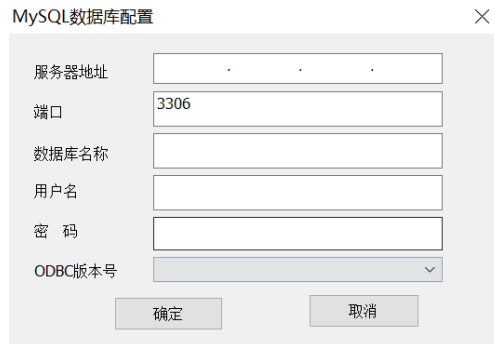 MySQL数据库配置
服务器地址 . . .
端口 3306
数据库名称
用户名
密 码
ODBC版本号
确定 取消